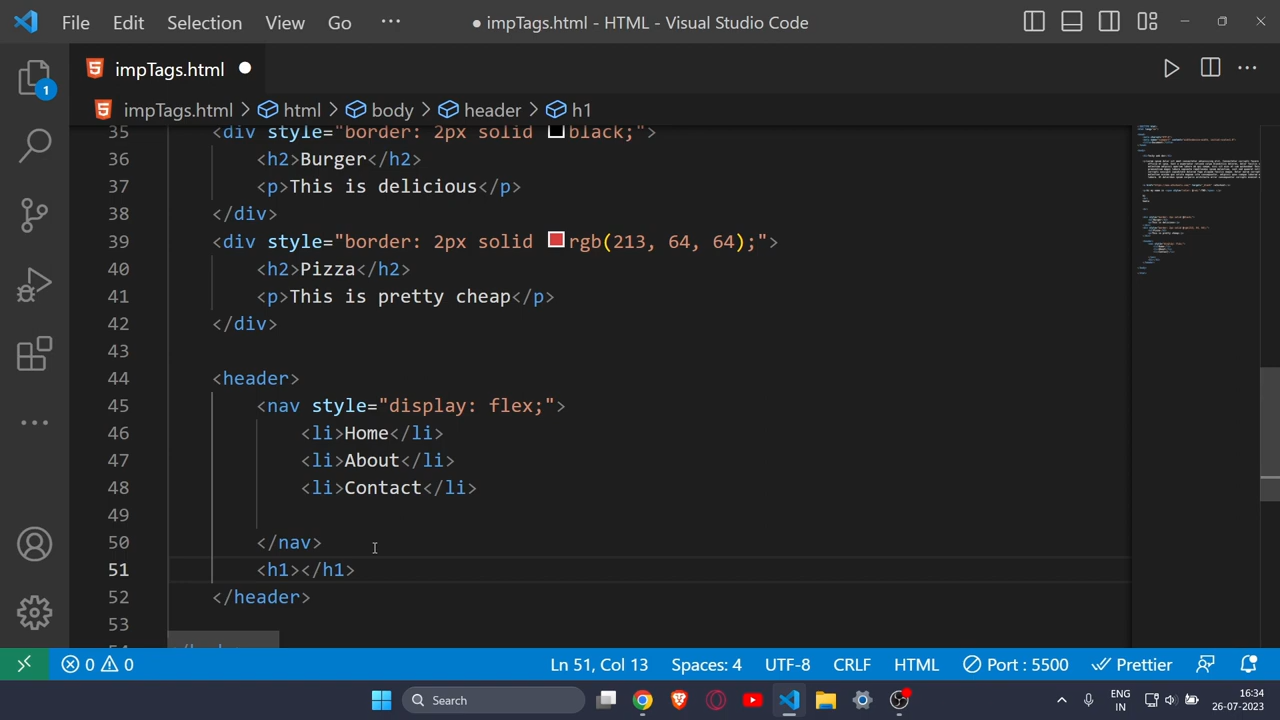 File Edit Selection View Go ··· ● impTags.html - HTML - Visual Studio Code
impTags.html
impTags.html > html > body > header > h1
35 <div style="border: 2px solid black;">
36 <h2>Burger</h2>
37 <p>This is delicious</p>
38 </div>
39 <div style="border: 2px solid rgb(213, 64, 64);">
40 <h2>Pizza</h2>
41 <p>This is pretty cheap</p>
42 </div>
43
44 <header>
45 <nav style="display: flex;">
46 <li>Home</li>
47 <li>About</li>
48 <li>Contact</li>
49
50 </nav>
51 <h1></h1>
52 </header>
53
1
0 0 Ln 51, Col 13 Spaces: 4 UTF-8 CRLF HTML Port : 5500 Prettier
Search ENG IN 16:34 26-07-2023